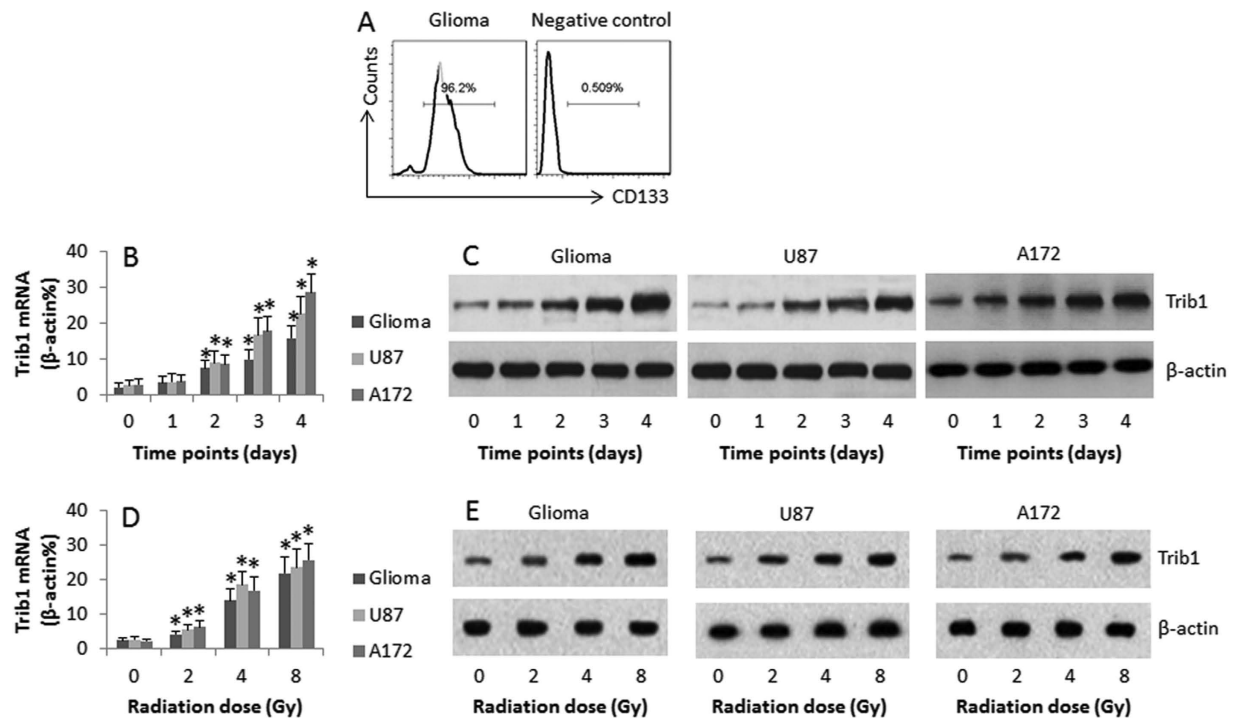 A
Glioma
Negative control
Counts
96.2%
0.509%
CD133
B
Trib1 mRNA
(β-actin%)
40
30
20
10
0
* * * * * * * * *
0 1 2 3 4
Time points (days)
Glioma
U87
A172
C
Glioma
U87
A172
Trib1
β-actin
0 1 2 3 4
0 1 2 3 4
0 1 2 3 4
Time points (days)
Time points (days)
Time points (days)
D
Trib1 mRNA
(β-actin%)
40
30
20
10
0
* * * * * * * * *
0 2 4 8
Radiation dose (Gy)
Glioma
U87
A172
E
Glioma
U87
A172
Trib1
β-actin
0 2 4 8
0 2 4 8
0 2 4 8
Radiation dose (Gy)
Radiation dose (Gy)
Radiation dose (Gy)